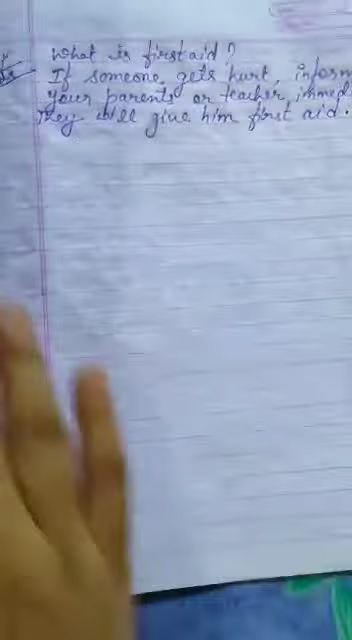 What is first aid ?
If someone gets hurt, inform
your parents or teacher, immed
They will give him first aid.